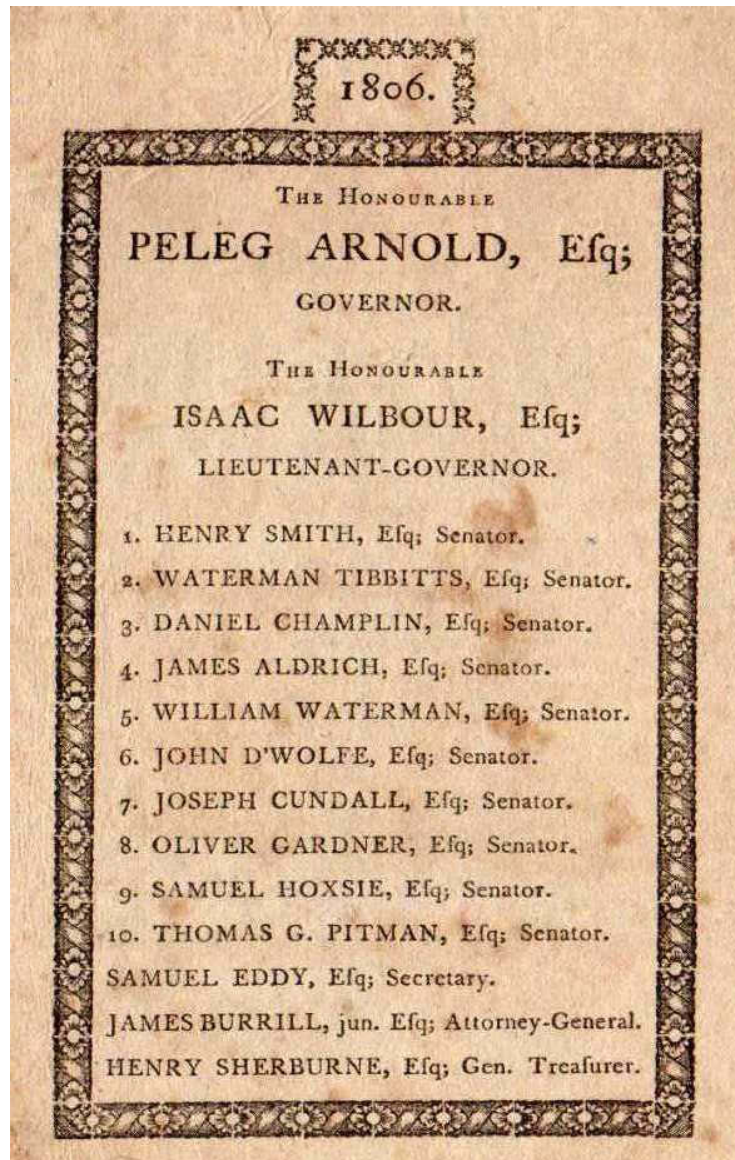 1806.
THE HONOURABLE
PELEG ARNOLD, Eſq;
GOVERNOR.
THE HONOURABLE
ISAAC WILBOUR, Eſq;
LIEUTENANT-GOVERNOR.
1. HENRY SMITH, Eſq; Senator.
2. WATERMAN TIBBITTS, Eſq; Senator.
3. DANIEL CHAMPLIN, Eſq; Senator.
4. JAMES ALDRICH, Eſq; Senator.
5. WILLIAM WATERMAN, Eſq; Senator.
6. JOHN D'WOLFE, Eſq; Senator.
7. JOSEPH CUNDALL, Eſq; Senator.
8. OLIVER GARDNER, Eſq; Senator.
9. SAMUEL HOXSIE, Eſq; Senator.
10. THOMAS G. PITMAN, Eſq; Senator.
SAMUEL EDDY, Eſq; Secretary.
JAMES BURRILL, jun. Eſq; Attorney-General.
HENRY SHERBURNE, Eſq; Gen. Treaſurer.